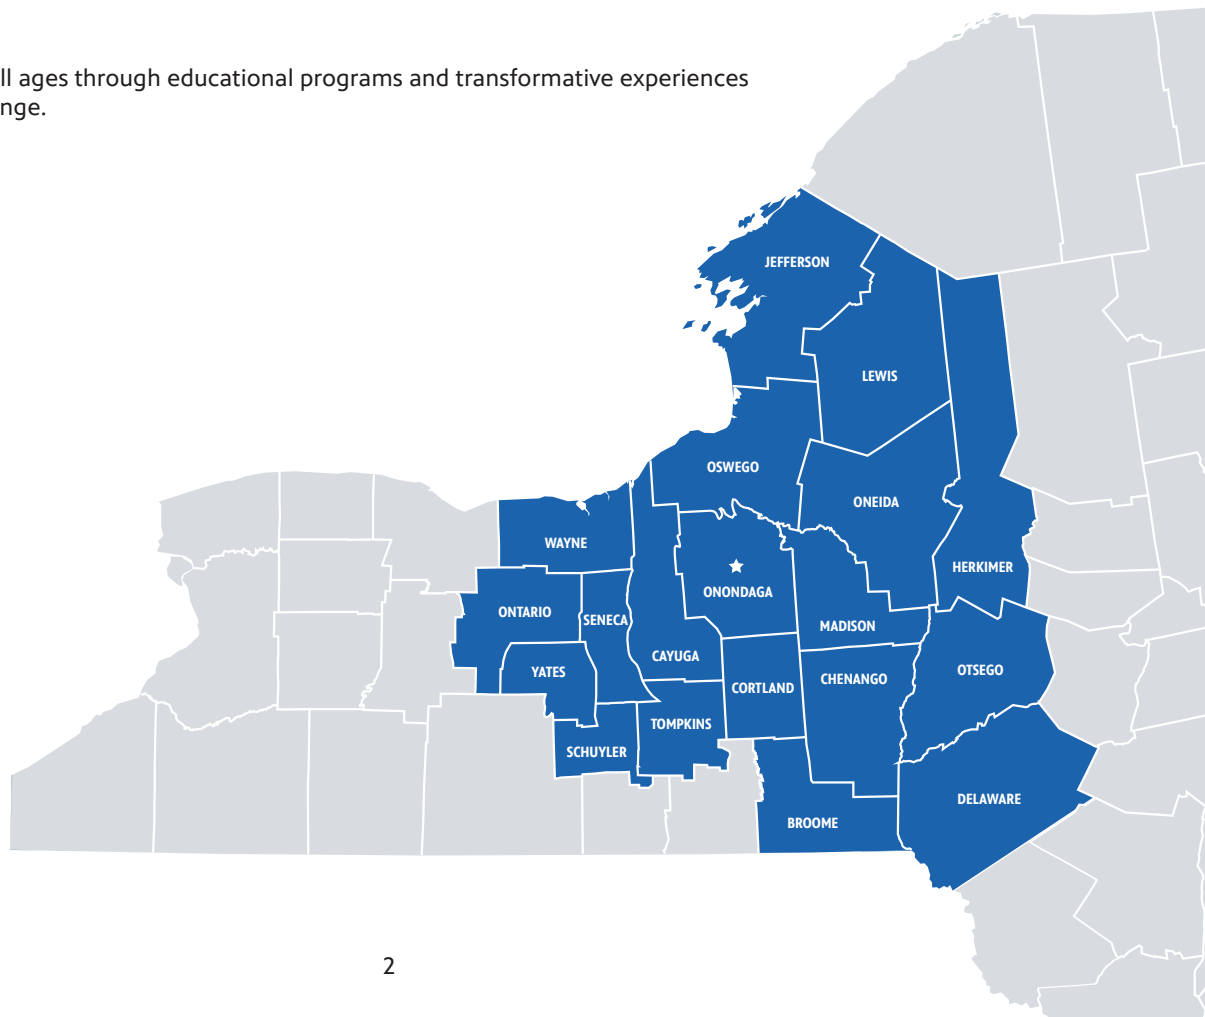 ll ages through educational programs and transformative experiences
nge.
JEFFERSON
LEWIS
OSWEGO
ONEIDA
WAYNE
HERKIMER
ONONDAGA
ONTARIO
SENECA
MADISON
CAYUGA
YATES
OTSEGO
CHENANGO
CORTLAND
TOMPKINS
SCHUYLER
DELAWARE
BROOME
2